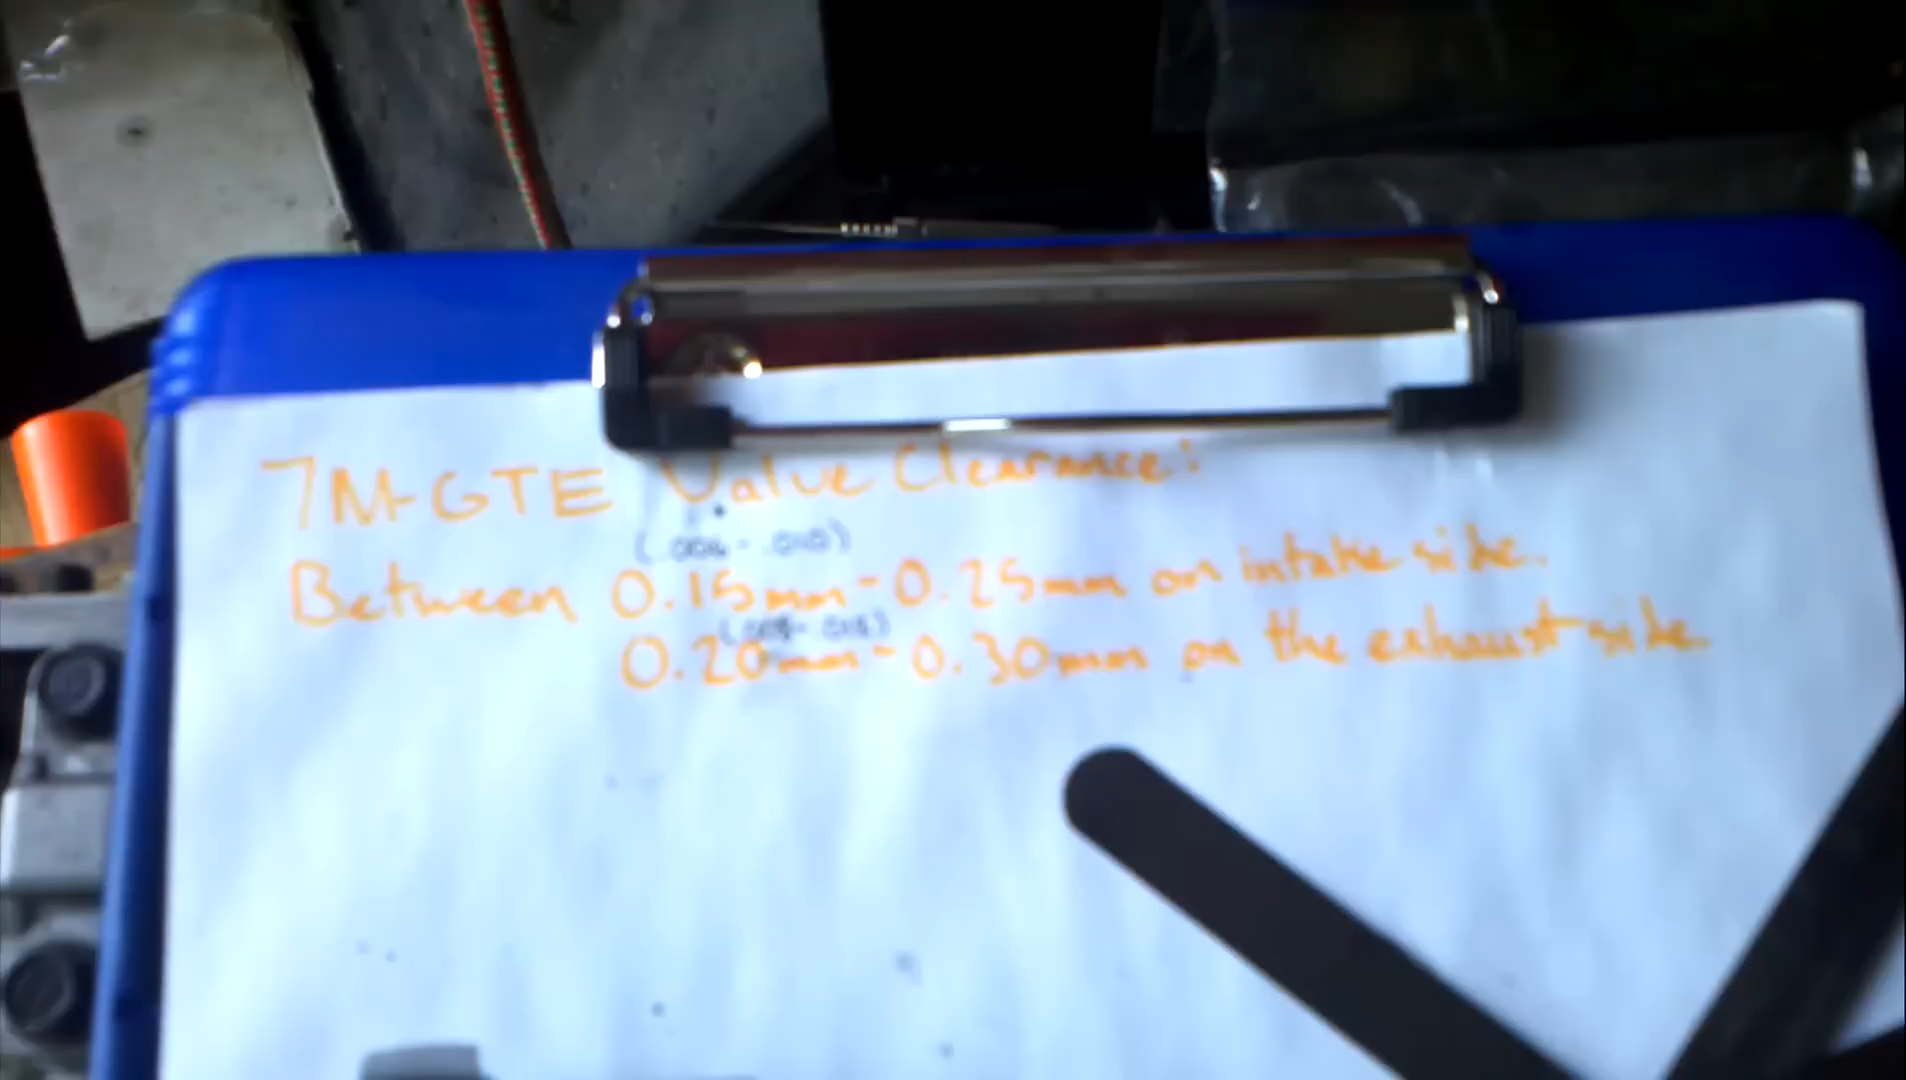 7M-GTE Valve Clearance:
(.006 - .010)
Between 0.15mm - 0.25mm on intake side.
0.20mm - 0.30mm on the exhaust side